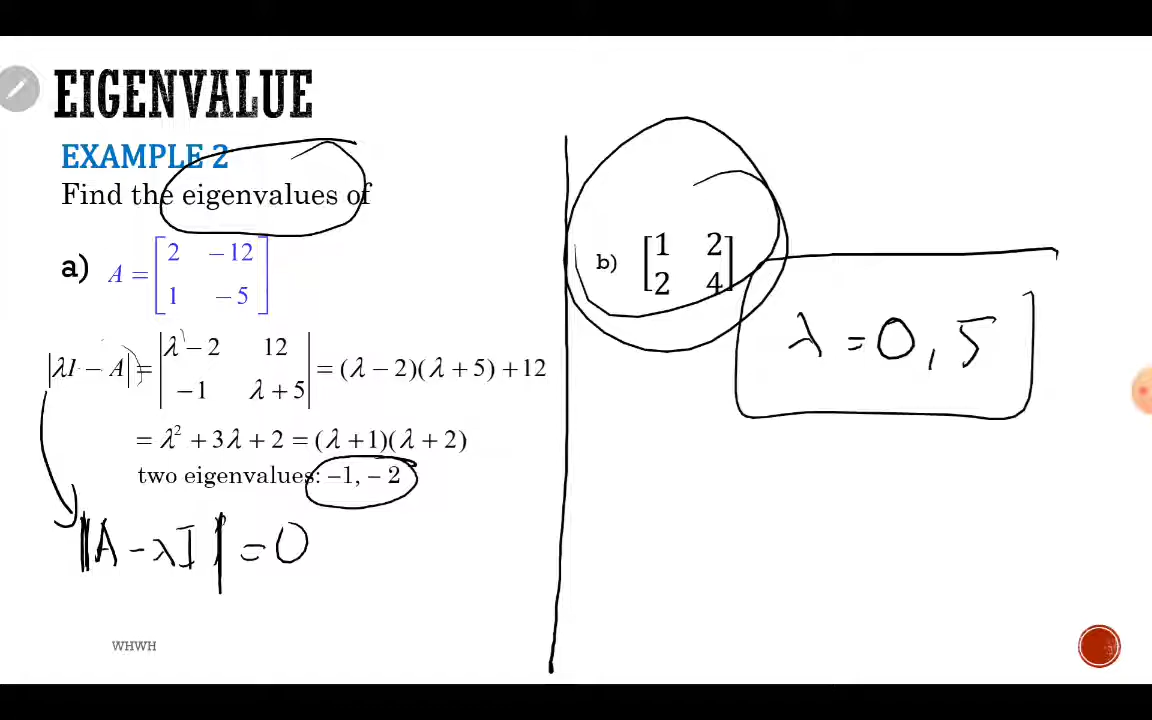 EIGENVALUE
EXAMPLE 2
Find the eigenvalues of
a) A = [2 −12
1 −5]
|λI − A| = |λ − 2 12
−1 λ + 5| = (λ − 2)(λ + 5) + 12
= λ² + 3λ + 2 = (λ + 1)(λ + 2)
two eigenvalues: −1, − 2
|A − λI| = 0
WHWH
b) [1 2
2 4]
λ = 0, 5